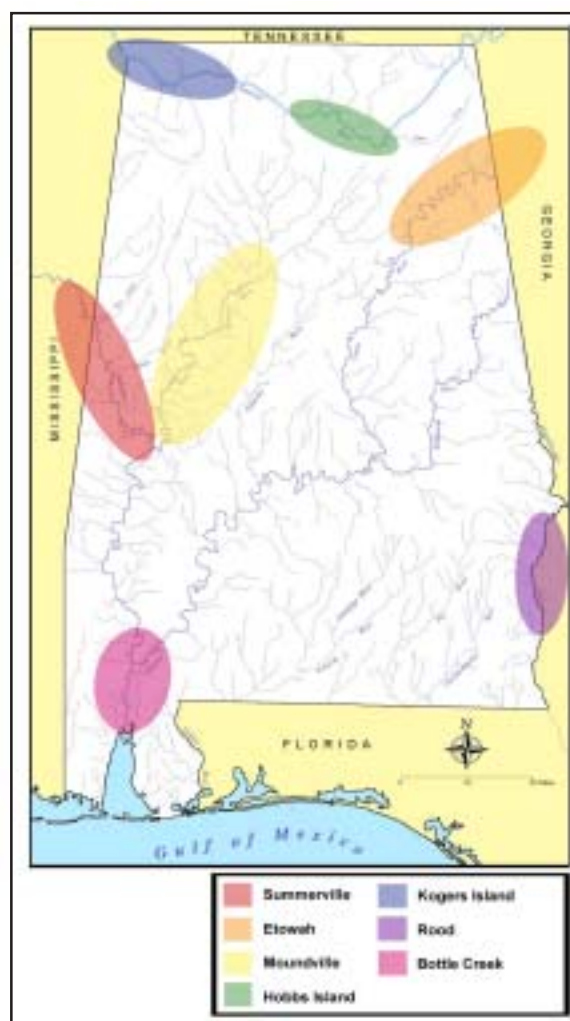 TENNESSEE
GEORGIA
MISSISSIPPI
FLORIDA
N
Gulf of Mexico
Summerville
Etowah
Moundville
Hobbs Island
Kogers Island
Rood
Bottle Creek